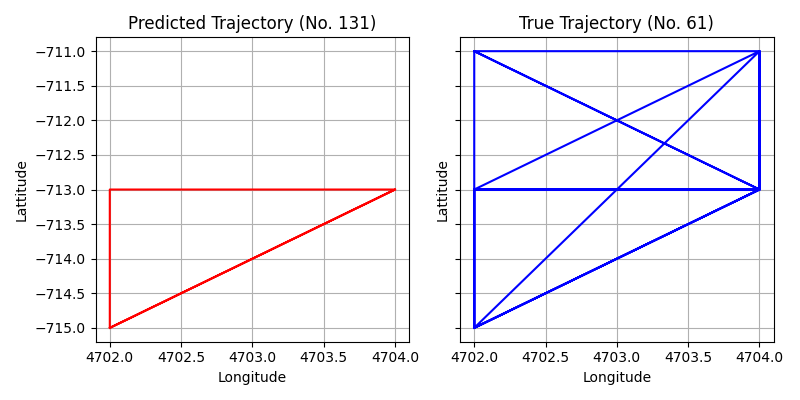 Predicted Trajectory (No. 131)
Lattitude
−711.0
−711.5
−712.0
−712.5
−713.0
−713.5
−714.0
−714.5
−715.0
4702.0 4702.5 4703.0 4703.5 4704.0
Longitude
True Trajectory (No. 61)
Lattitude
4702.0 4702.5 4703.0 4703.5 4704.0
Longitude